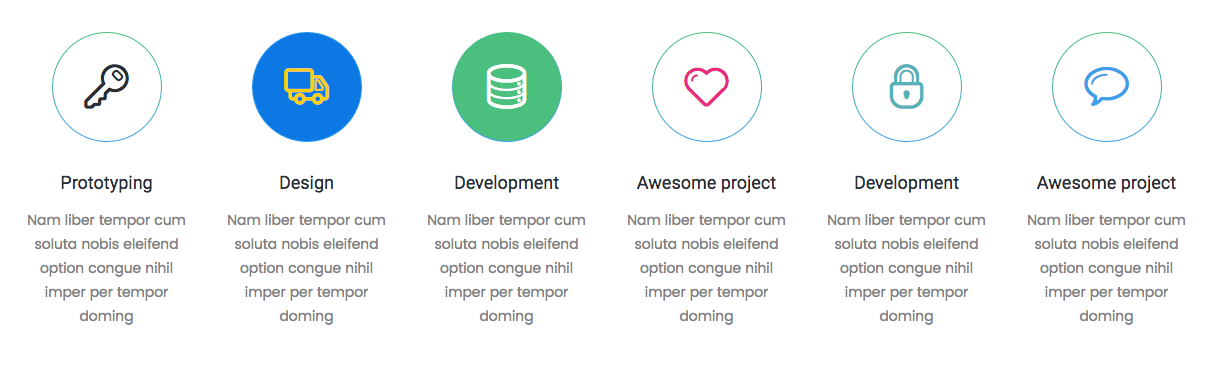 Prototyping
Nam liber tempor cum
soluta nobis eleifend
option congue nihil
imper per tempor
doming
Design
Nam liber tempor cum
soluta nobis eleifend
option congue nihil
imper per tempor
doming
Development
Nam liber tempor cum
soluta nobis eleifend
option congue nihil
imper per tempor
doming
Awesome project
Nam liber tempor cum
soluta nobis eleifend
option congue nihil
imper per tempor
doming
Development
Nam liber tempor cum
soluta nobis eleifend
option congue nihil
imper per tempor
doming
Awesome project
Nam liber tempor cum
soluta nobis eleifend
option congue nihil
imper per tempor
doming